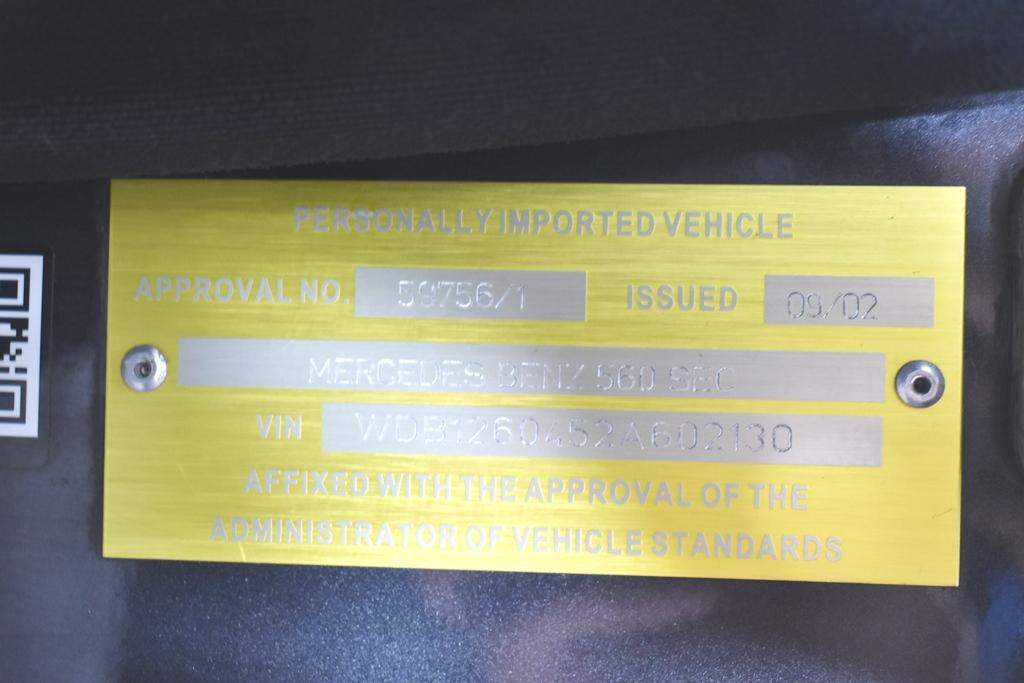 PERSONALLY IMPORTED VEHICLE
APPROVAL NO. 59756/1 ISSUED 09/02
MERCEDES BENZ 560 SEC
VIN WDB1260452A602130
AFFIXED WITH THE APPROVAL OF THE
ADMINISTRATOR OF VEHICLE STANDARDS